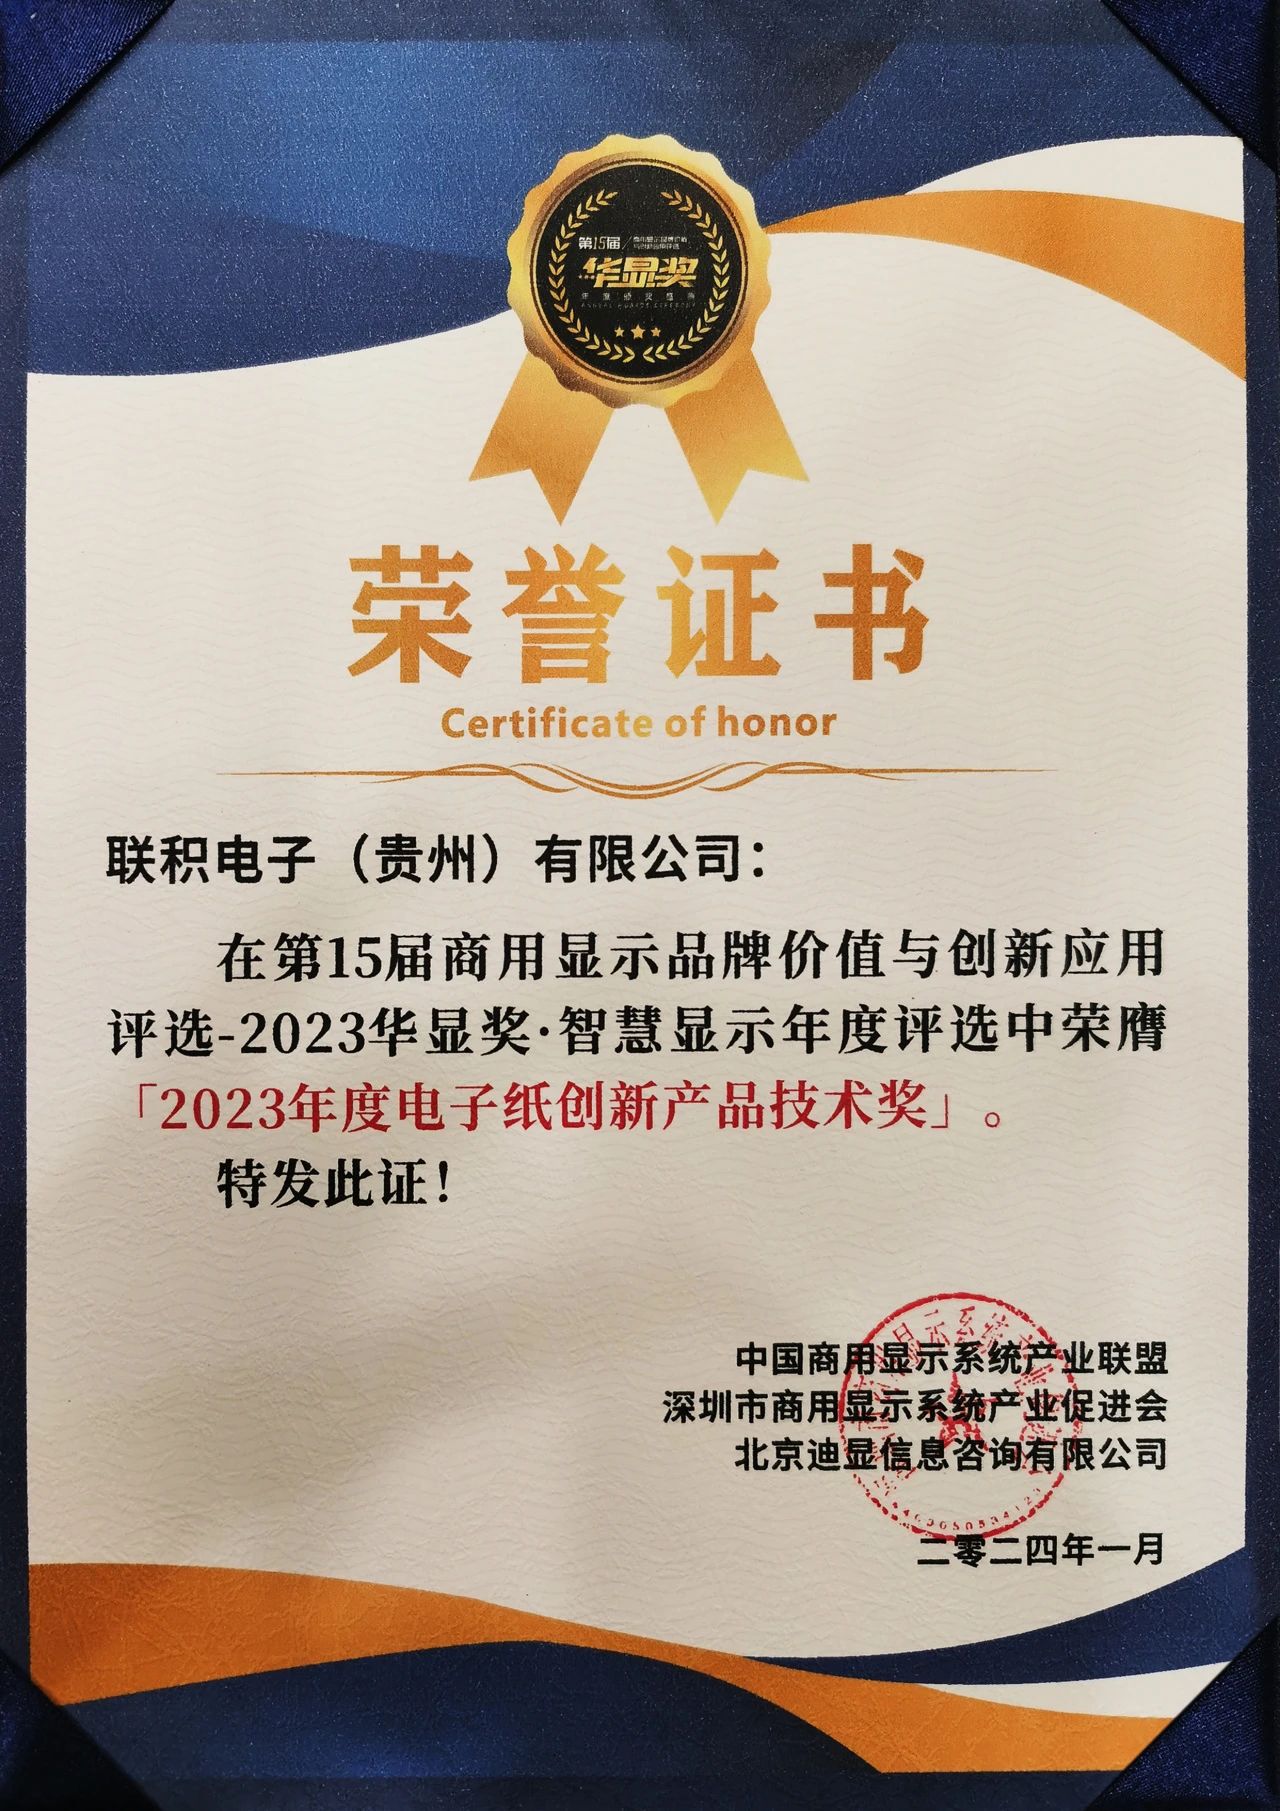 第15届
华显奖
荣誉证书
Certificate of honor
联积电子（贵州）有限公司：
在第15届商用显示品牌价值与创新应用
评选-2023华显奖·智慧显示年度评选中荣膺
「2023年度电子纸创新产品技术奖」。
特发此证！
中国商用显示系统产业联盟
深圳市商用显示系统产业促进会
北京迪显信息咨询有限公司
二零二四年一月